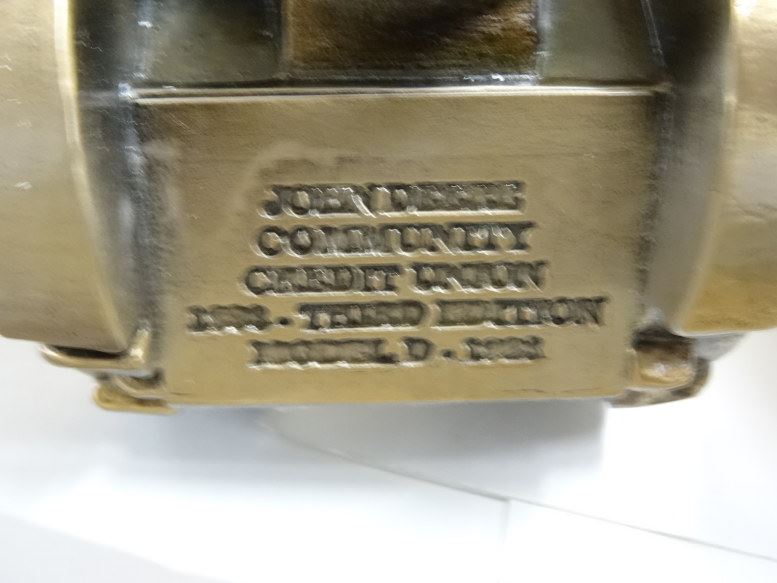 JOHN DEERE
COMMUNITY
CREDIT UNION
THIRD EDITION
MODEL D -